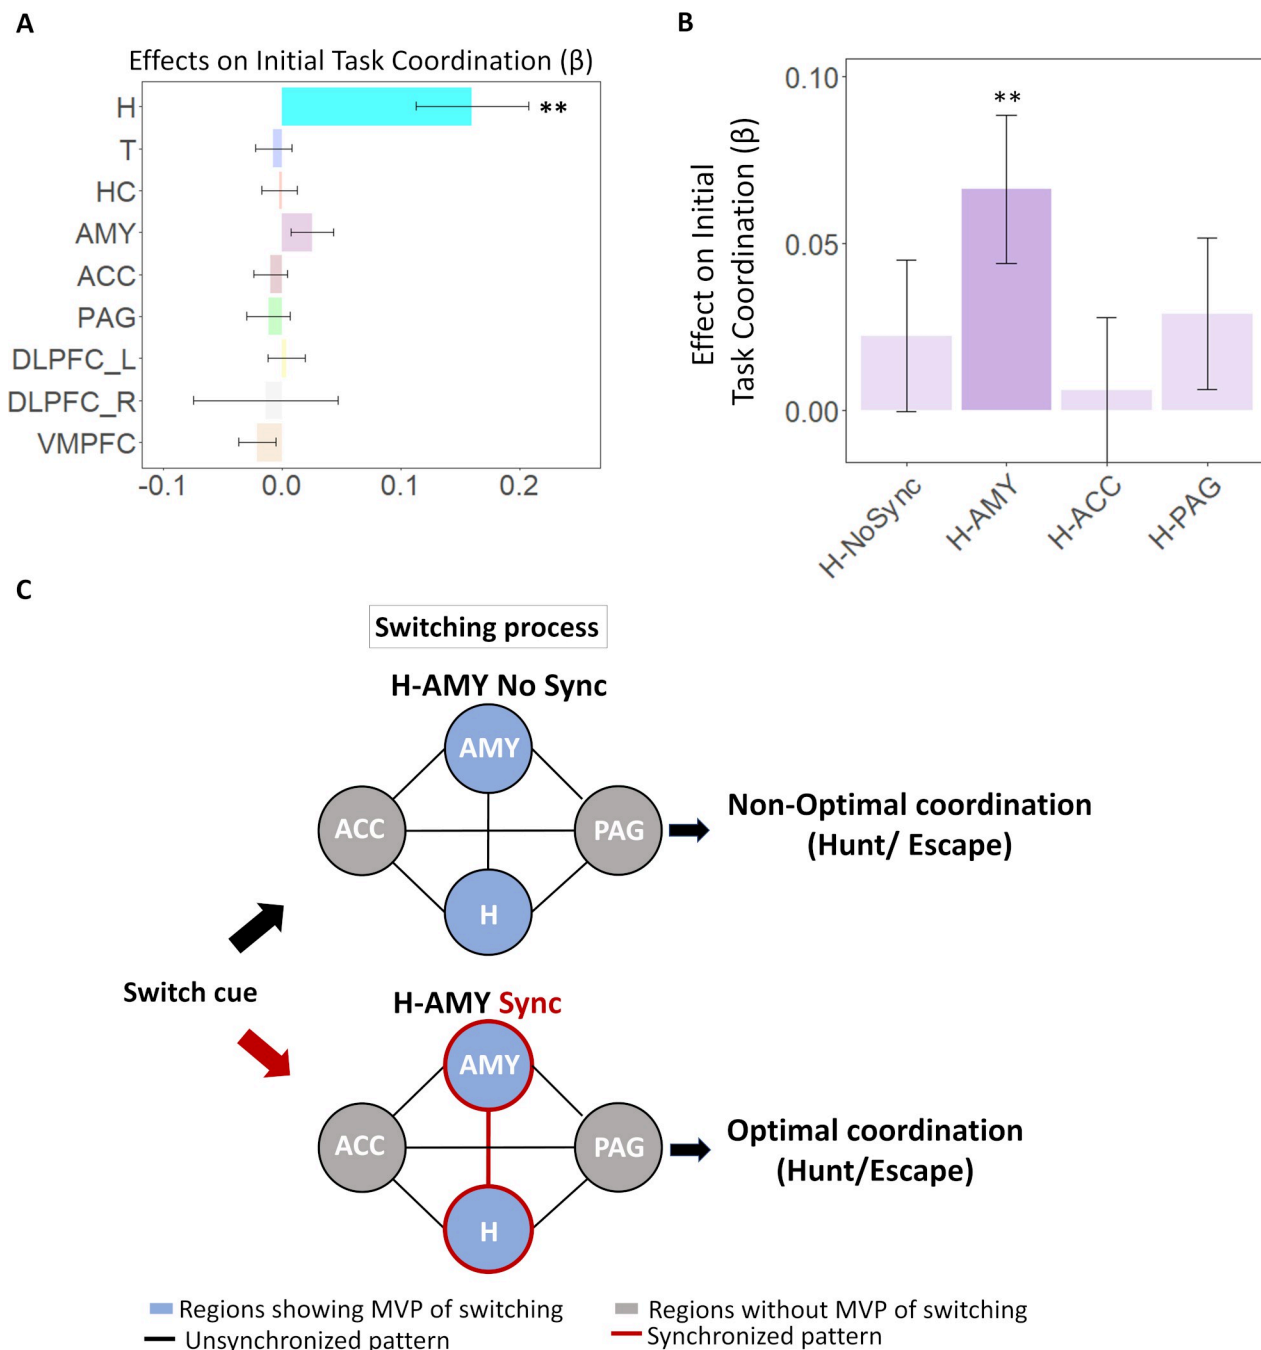 A
Effects on Initial Task Coordination (β)
H
**
T
HC
AMY
ACC
PAG
DLPFC_L
DLPFC_R
VMPFC
-0.1 0.0 0.1 0.2
B
Effect on Initial
Task Coordination (β)
0.10
0.05
0.00
**
H-NoSync
H-AMY
H-ACC
H-PAG
C
Switching process
H-AMY No Sync
AMY
ACC
PAG
H
Non-Optimal coordination
(Hunt/ Escape)
Switch cue
H-AMY Sync
AMY
ACC
PAG
H
Optimal coordination
(Hunt/Escape)
Regions showing MVP of switching
Regions without MVP of switching
Unsynchronized pattern
Synchronized pattern